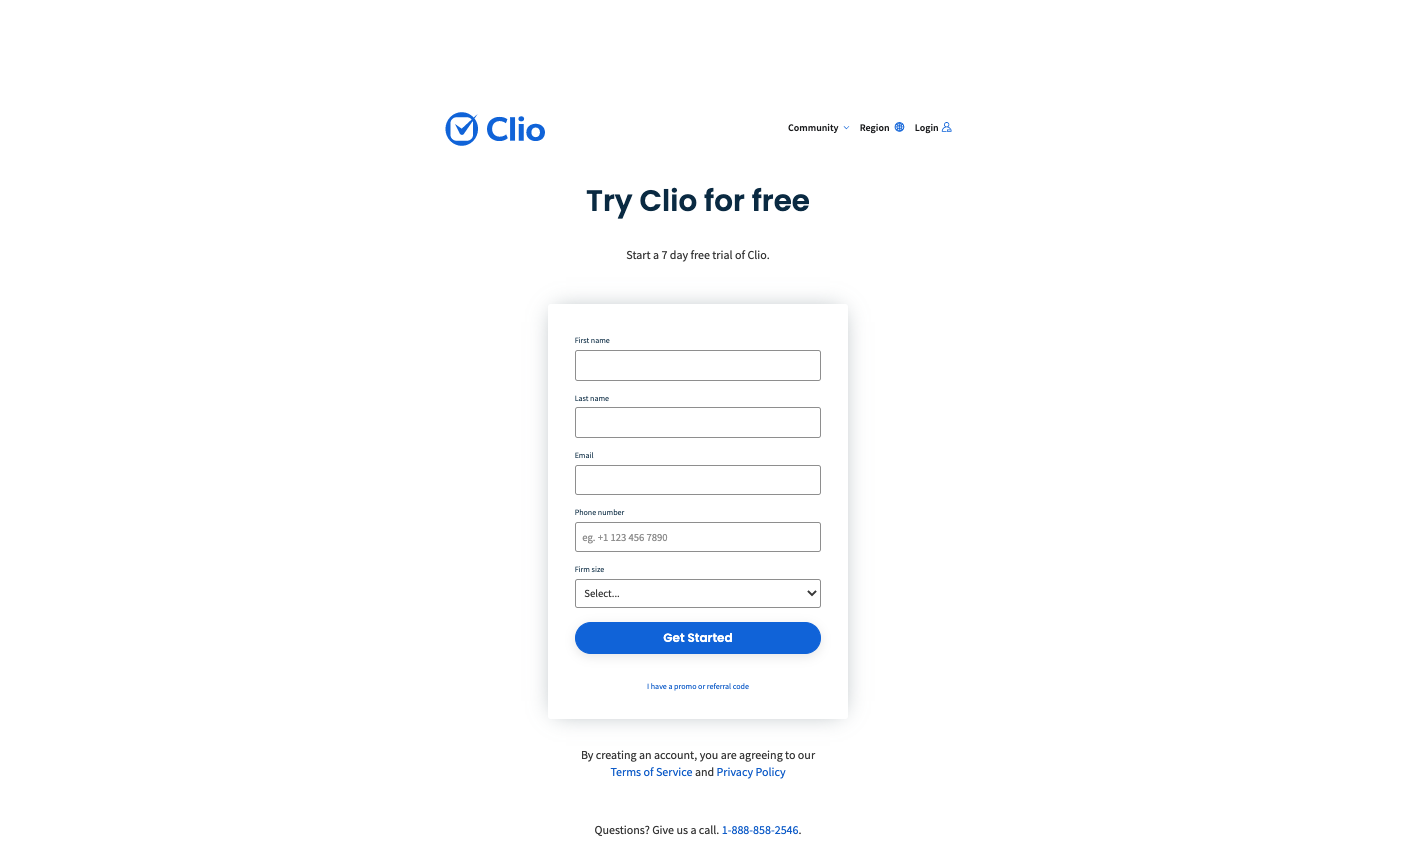 Clio
Community
Region
Login
Try Clio for free
Start a 7 day free trial of Clio.
First name
Last name
Email
Phone number
eg. +1 123 456 7890
Firm size
Select...
Get Started
I have a promo or referral code
By creating an account, you are agreeing to our
Terms of Service and Privacy Policy
Questions? Give us a call. 1-888-858-2546.